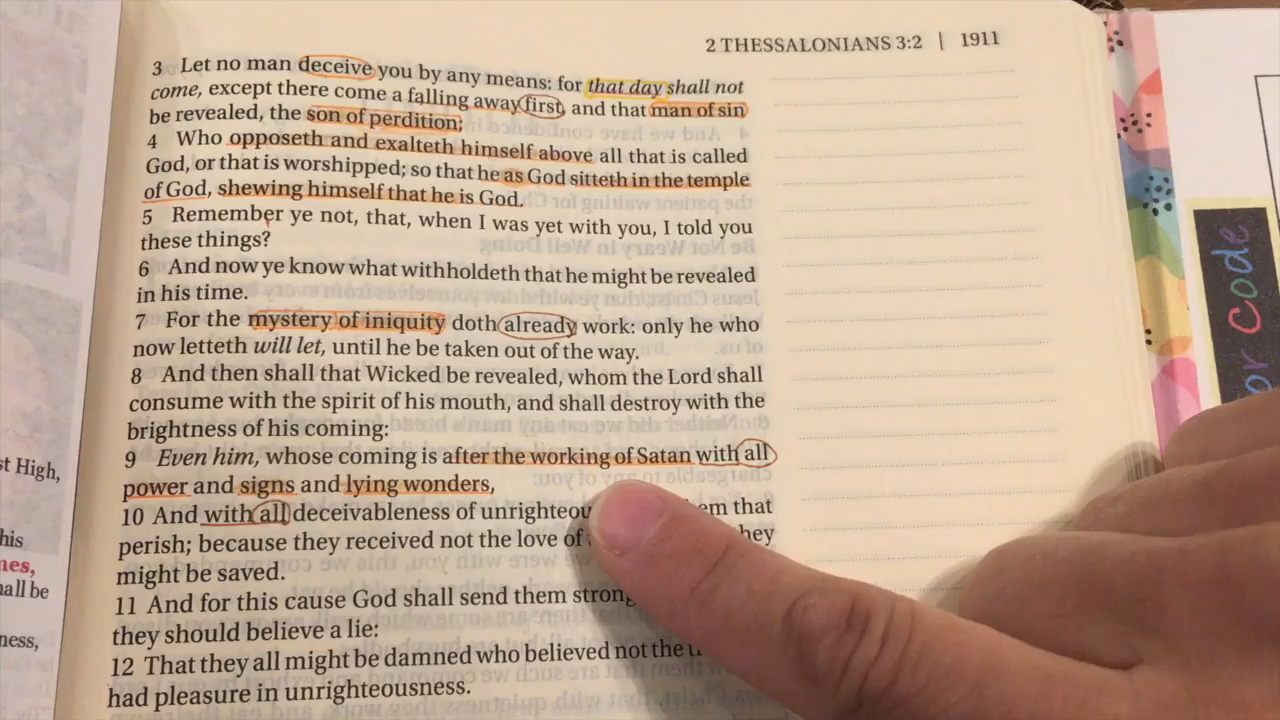 2 THESSALONIANS 3:2 | 1911
3 Let no man deceive you by any means: for that day shall not
come, except there come a falling away first, and that man of sin
be revealed, the son of perdition;
4 Who opposeth and exalteth himself above all that is called
God, or that is worshipped; so that he as God sitteth in the temple
of God, shewing himself that he is God.
5 Remember ye not, that, when I was yet with you, I told you
these things?
6 And now ye know what withholdeth that he might be revealed
in his time.
7 For the mystery of iniquity doth already work: only he who
now letteth will let, until he be taken out of the way.
8 And then shall that Wicked be revealed, whom the Lord shall
consume with the spirit of his mouth, and shall destroy with the
brightness of his coming:
9 Even him, whose coming is after the working of Satan with all
power and signs and lying wonders,
10 And with all deceivableness of that
perish; because they received not the love of
might be saved.
11 And for this cause God shall send them
they should believe a lie:
12 That they all might be damned who believed not the
had pleasure in unrighteousness.
st High,
his
nes,
hall be
ness,
or code